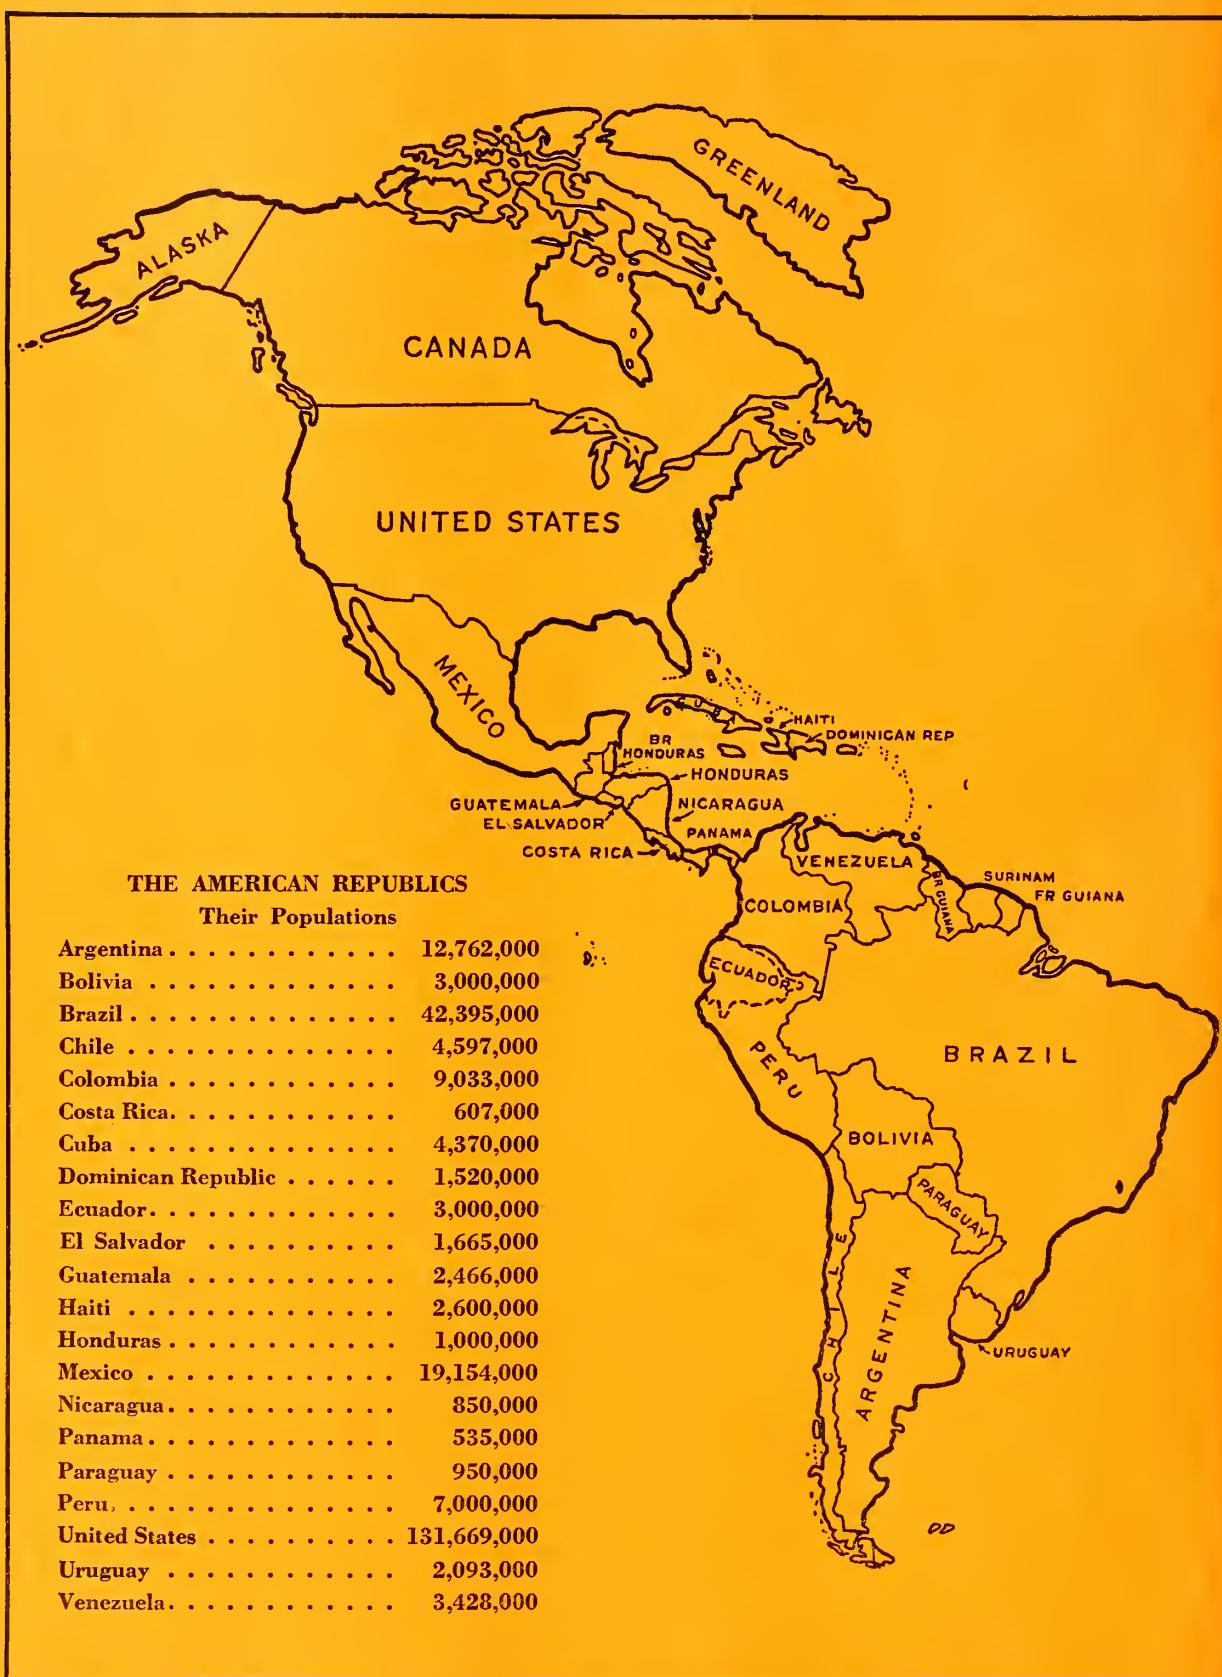 GREENLAND
ALASKA
CANADA
UNITED STATES
MEXICO
CUBA
HAITI
DOMINICAN REP
BR
HONDURAS
HONDURAS
GUATEMALA
NICARAGUA
EL SALVADOR
PANAMA
COSTA RICA
VENEZUELA
SURINAM
FR GUIANA
BR GUIANA
COLOMBIA
ECUADOR
BRAZIL
PERU
BOLIVIA
PARAGUAY
CHILE
ARGENTINA
URUGUAY
THE AMERICAN REPUBLICS
Their Populations
Argentina . . . . . . . . . . . . 12,762,000
Bolivia . . . . . . . . . . . . . 3,000,000
Brazil . . . . . . . . . . . . . . 42,395,000
Chile . . . . . . . . . . . . . . 4,597,000
Colombia . . . . . . . . . . . . 9,033,000
Costa Rica . . . . . . . . . . . . 607,000
Cuba . . . . . . . . . . . . . . 4,370,000
Dominican Republic . . . . . . 1,520,000
Ecuador . . . . . . . . . . . . . 3,000,000
El Salvador . . . . . . . . . . 1,665,000
Guatemala . . . . . . . . . . . 2,466,000
Haiti . . . . . . . . . . . . . . 2,600,000
Honduras . . . . . . . . . . . . 1,000,000
Mexico . . . . . . . . . . . . . 19,154,000
Nicaragua . . . . . . . . . . . . 850,000
Panama . . . . . . . . . . . . . 535,000
Paraguay . . . . . . . . . . . . 950,000
Peru . . . . . . . . . . . . . . 7,000,000
United States . . . . . . . . . . 131,669,000
Uruguay . . . . . . . . . . . . 2,093,000
Venezuela . . . . . . . . . . . . 3,428,000